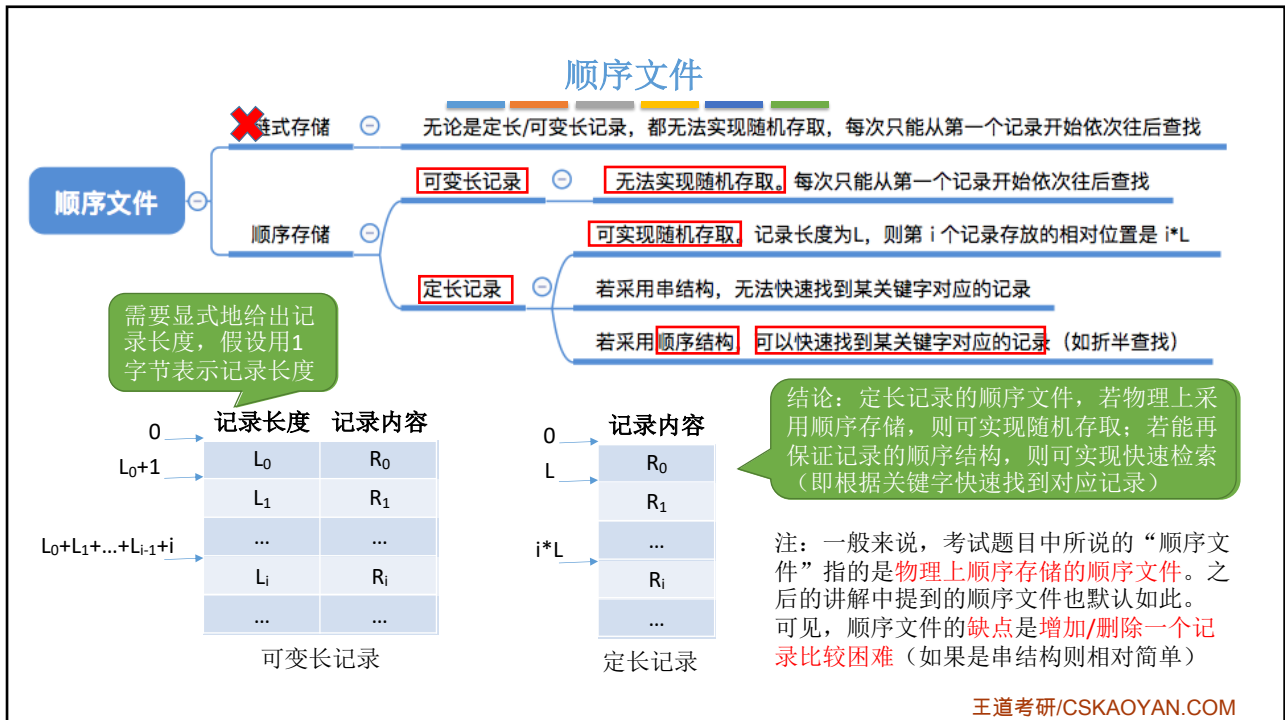 顺序文件
链式存储
无论是定长/可变长记录，都无法实现随机存取，每次只能从第一个记录开始依次往后查找
顺序文件
可变长记录
无法实现随机存取。每次只能从第一个记录开始依次往后查找
顺序存储
可实现随机存取。记录长度为L，则第 i 个记录存放的相对位置是 i*L
定长记录
若采用串结构，无法快速找到某关键字对应的记录
若采用顺序结构，可以快速找到某关键字对应的记录（如折半查找）
需要显式地给出记
录长度，假设用1
字节表示记录长度
记录长度 记录内容
0
L₀ R₀
L₀+1
L₁ R₁
... ...
L₀+L₁+...+Lᵢ₋₁+i
Lᵢ Rᵢ
... ...
可变长记录
记录内容
0
R₀
L
R₁
...
i*L
Rᵢ
...
定长记录
结论：定长记录的顺序文件，若物理上采
用顺序存储，则可实现随机存取；若能再
保证记录的顺序结构，则可实现快速检索
（即根据关键字快速找到对应记录）
注：一般来说，考试题目中所说的“顺序文
件”指的是物理上顺序存储的顺序文件。之
后的讲解中提到的顺序文件也默认如此。
可见，顺序文件的缺点是增加/删除一个记
录比较困难（如果是串结构则相对简单）
王道考研/CSKAOYAN.COM